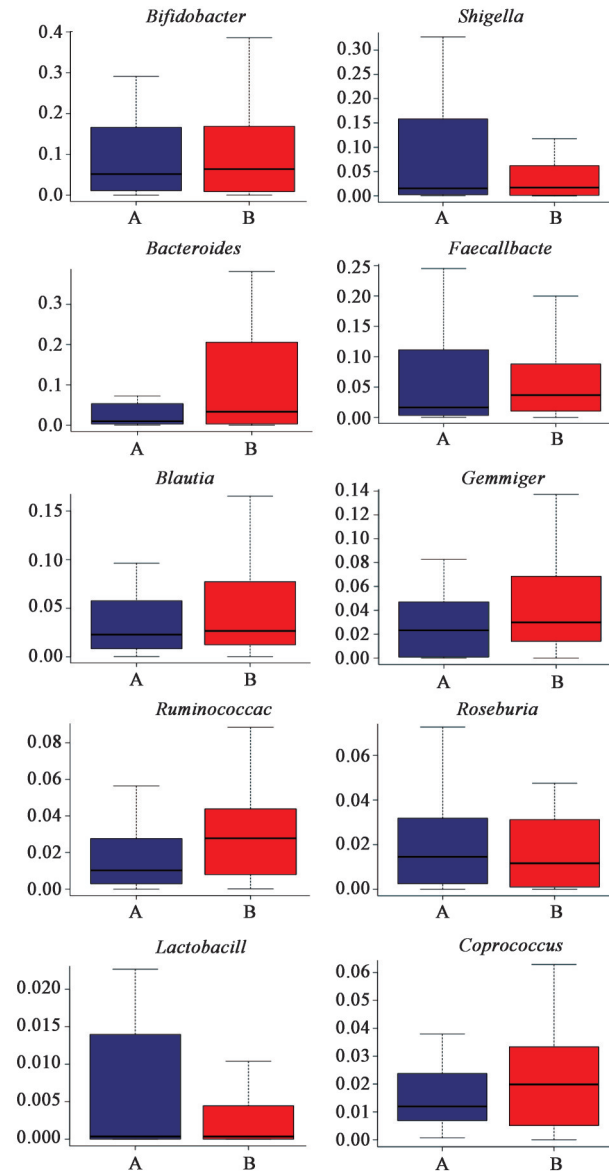 Bifidobacter
0.4
0.3
0.2
0.1
0.0
A B
Shigella
0.30
0.25
0.20
0.15
0.10
0.05
0.00
A B
Bacteroides
0.3
0.2
0.1
0.0
A B
Faecallbacte
0.25
0.20
0.15
0.10
0.05
0.00
A B
Blautia
0.15
0.10
0.05
0.00
A B
Gemmiger
0.14
0.12
0.10
0.08
0.06
0.04
0.02
0.00
A B
Ruminococcac
0.08
0.06
0.04
0.02
0.00
A B
Roseburia
0.06
0.04
0.02
0.00
A B
Lactobacill
0.020
0.015
0.010
0.005
0.000
A B
Coprococcus
0.06
0.05
0.04
0.03
0.02
0.01
0.00
A B